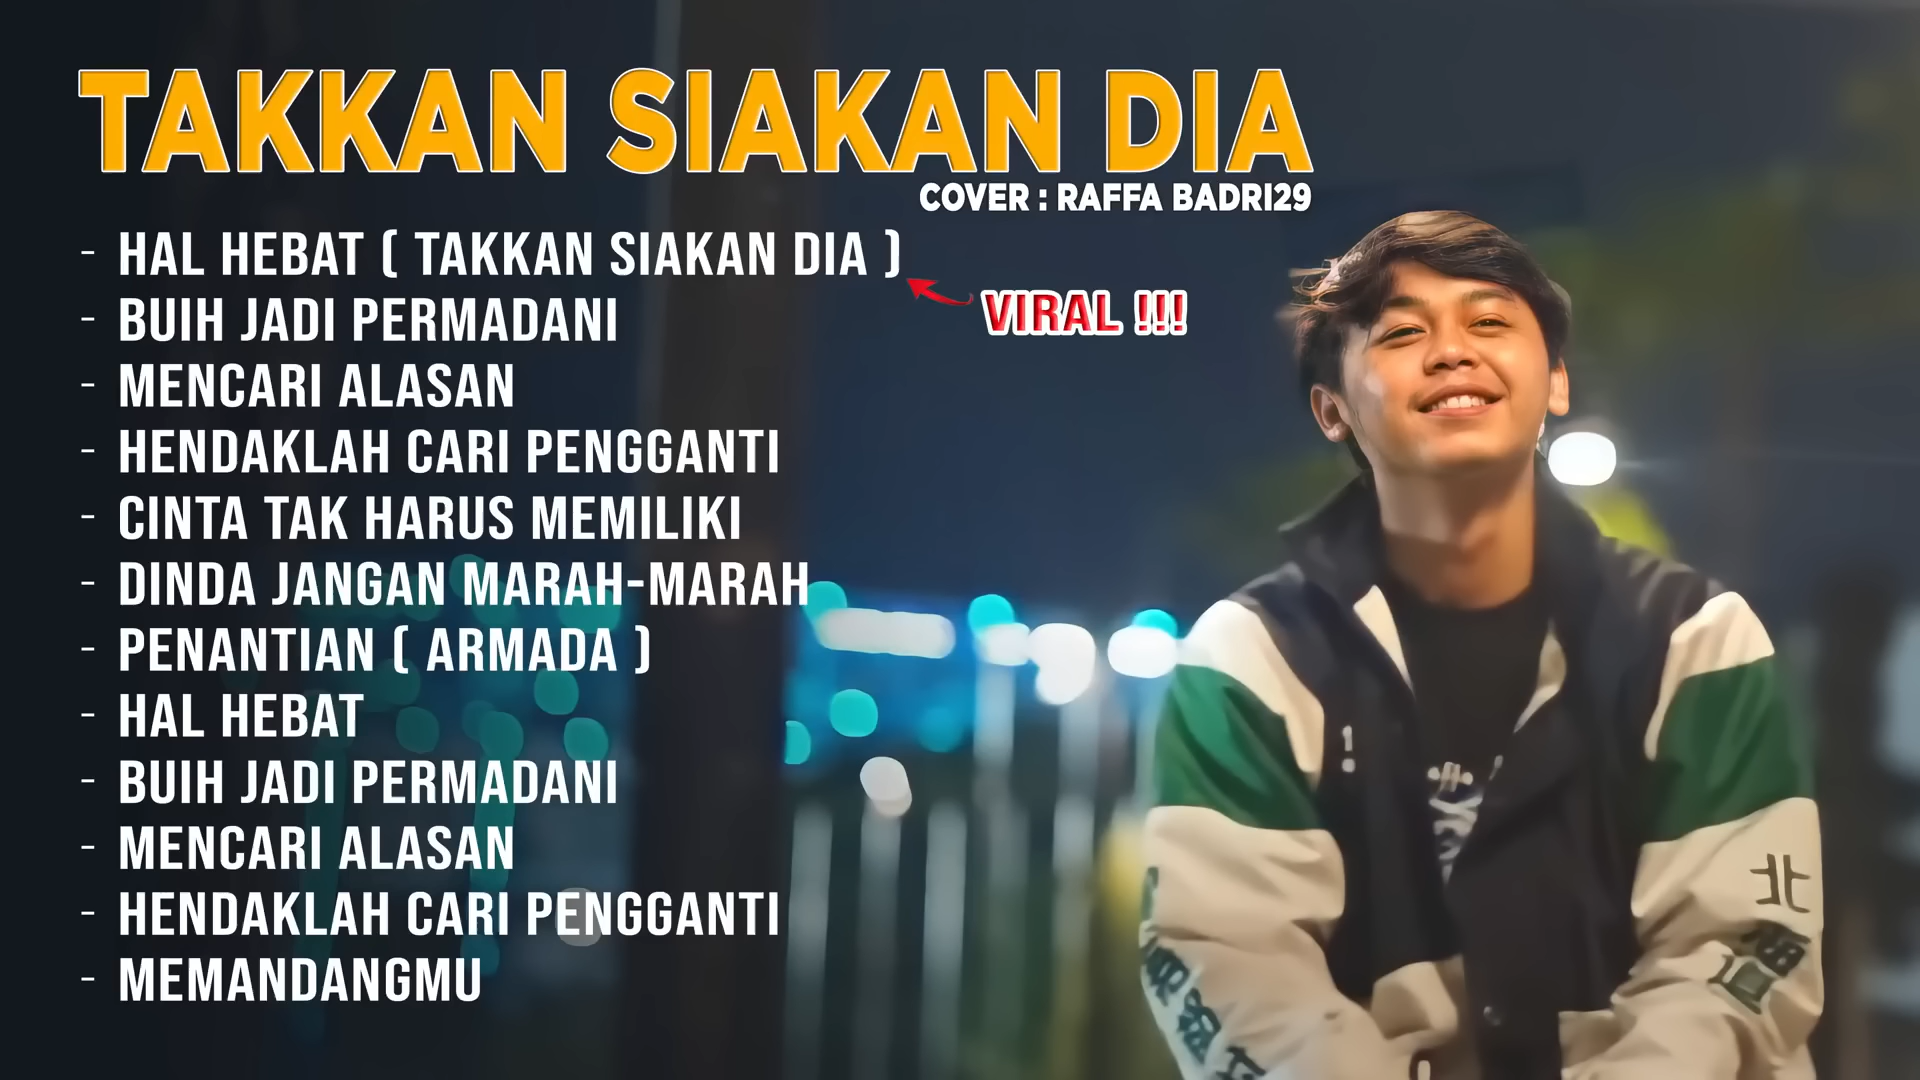 TAKKAN SIAKAN DIA
COVER : RAFFA BADRI29
- HAL HEBAT ( TAKKAN SIAKAN DIA )
VIRAL !!!
- BUIH JADI PERMADANI
- MENCARI ALASAN
- HENDAKLAH CARI PENGGANTI
- CINTA TAK HARUS MEMILIKI
- DINDA JANGAN MARAH-MARAH
- PENANTIAN ( ARMADA )
- HAL HEBAT
- BUIH JADI PERMADANI
- MENCARI ALASAN
- HENDAKLAH CARI PENGGANTI
- MEMANDANGMU
北